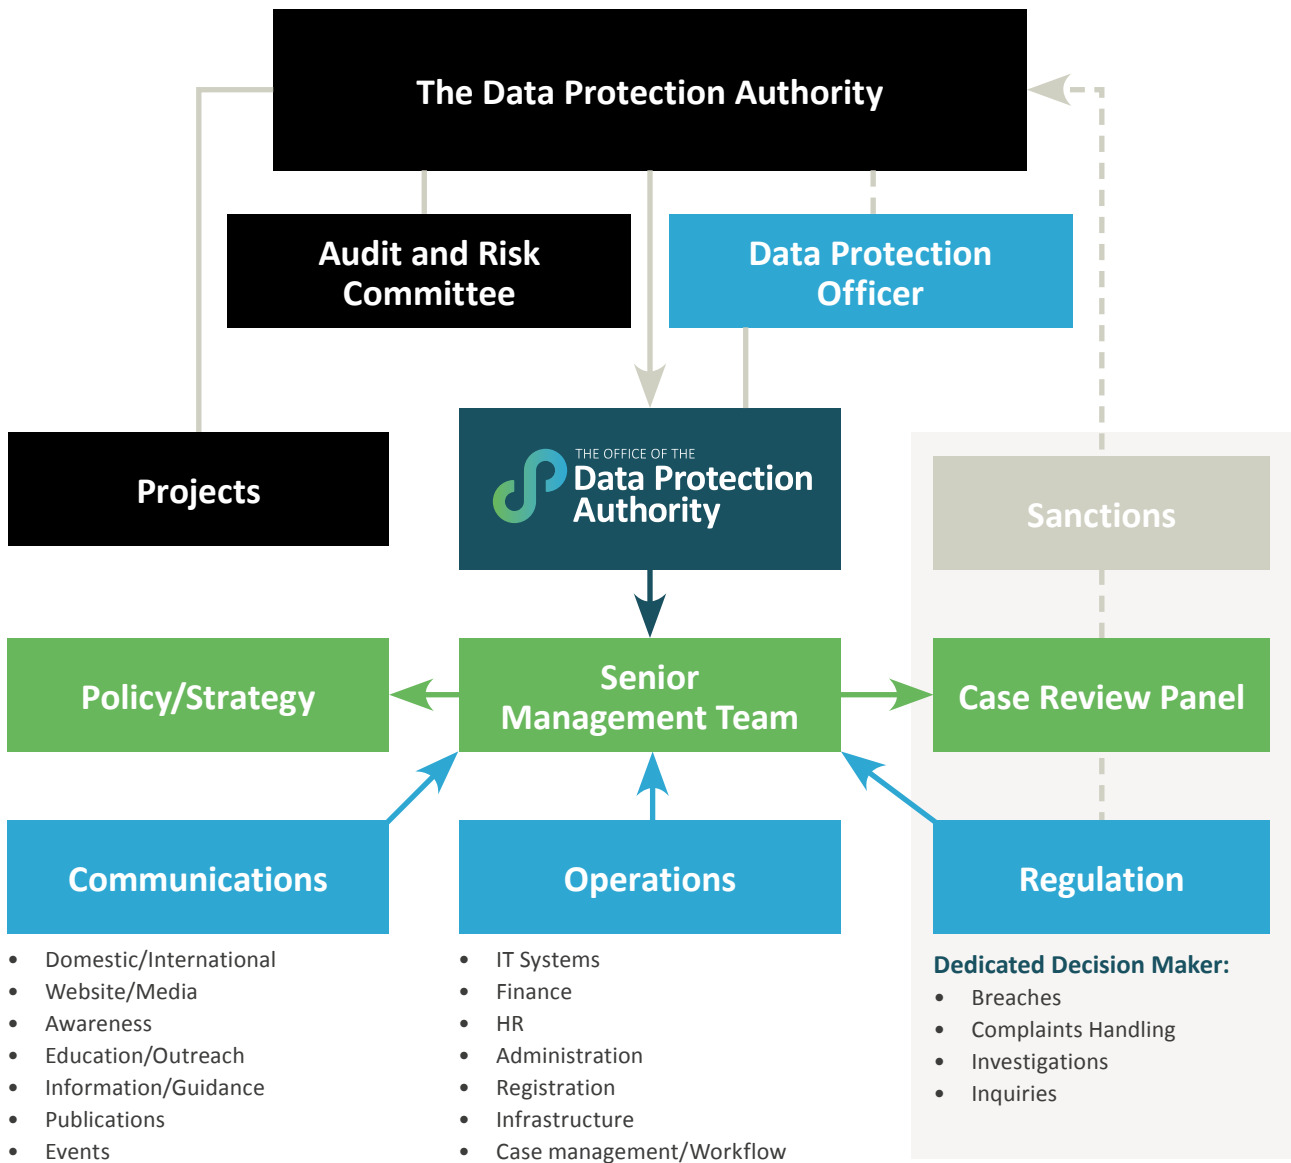 The Data Protection Authority
Audit and Risk
Committee
Data Protection
Officer
Projects
THE OFFICE OF THE
Data Protection
Authority
Sanctions
Policy/Strategy
Senior
Management Team
Case Review Panel
Communications
Operations
Regulation
• Domestic/International
• Website/Media
• Awareness
• Education/Outreach
• Information/Guidance
• Publications
• Events
• IT Systems
• Finance
• HR
• Administration
• Registration
• Infrastructure
• Case management/Workflow
Dedicated Decision Maker:
• Breaches
• Complaints Handling
• Investigations
• Inquiries